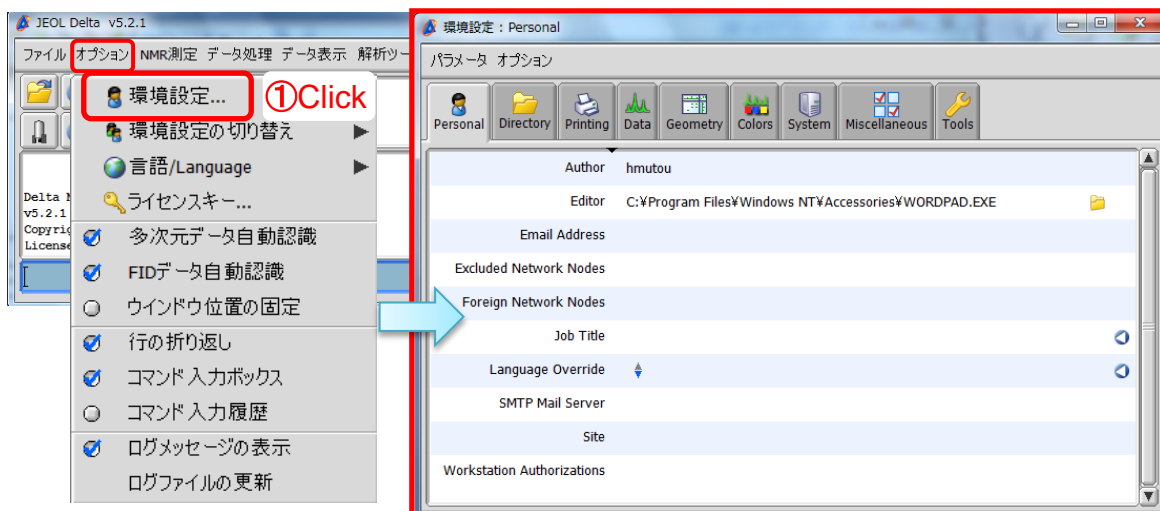 JEOL Delta v5.2.1
ファイル オプション NMR測定 データ処理 データ表示 解析ツー
環境設定...
①Click
環境設定の切り替え
言語/Language
ライセンスキー...
多次元データ自動認識
FIDデータ自動認識
ウインドウ位置の固定
行の折り返し
コマンド入力ボックス
コマンド入力履歴
ログメッセージの表示
ログファイルの更新
Delta
v5.2.1
環境設定 : Personal
パラメータ オプション
Personal Directory Printing Data Geometry Colors System Miscellaneous Tools
Author hmutou
Editor C:¥Program Files¥Windows NT¥Accessories¥WORDPAD.EXE
Email Address
Excluded Network Nodes
Foreign Network Nodes
Job Title
Language Override
SMTP Mail Server
Site
Workstation Authorizations